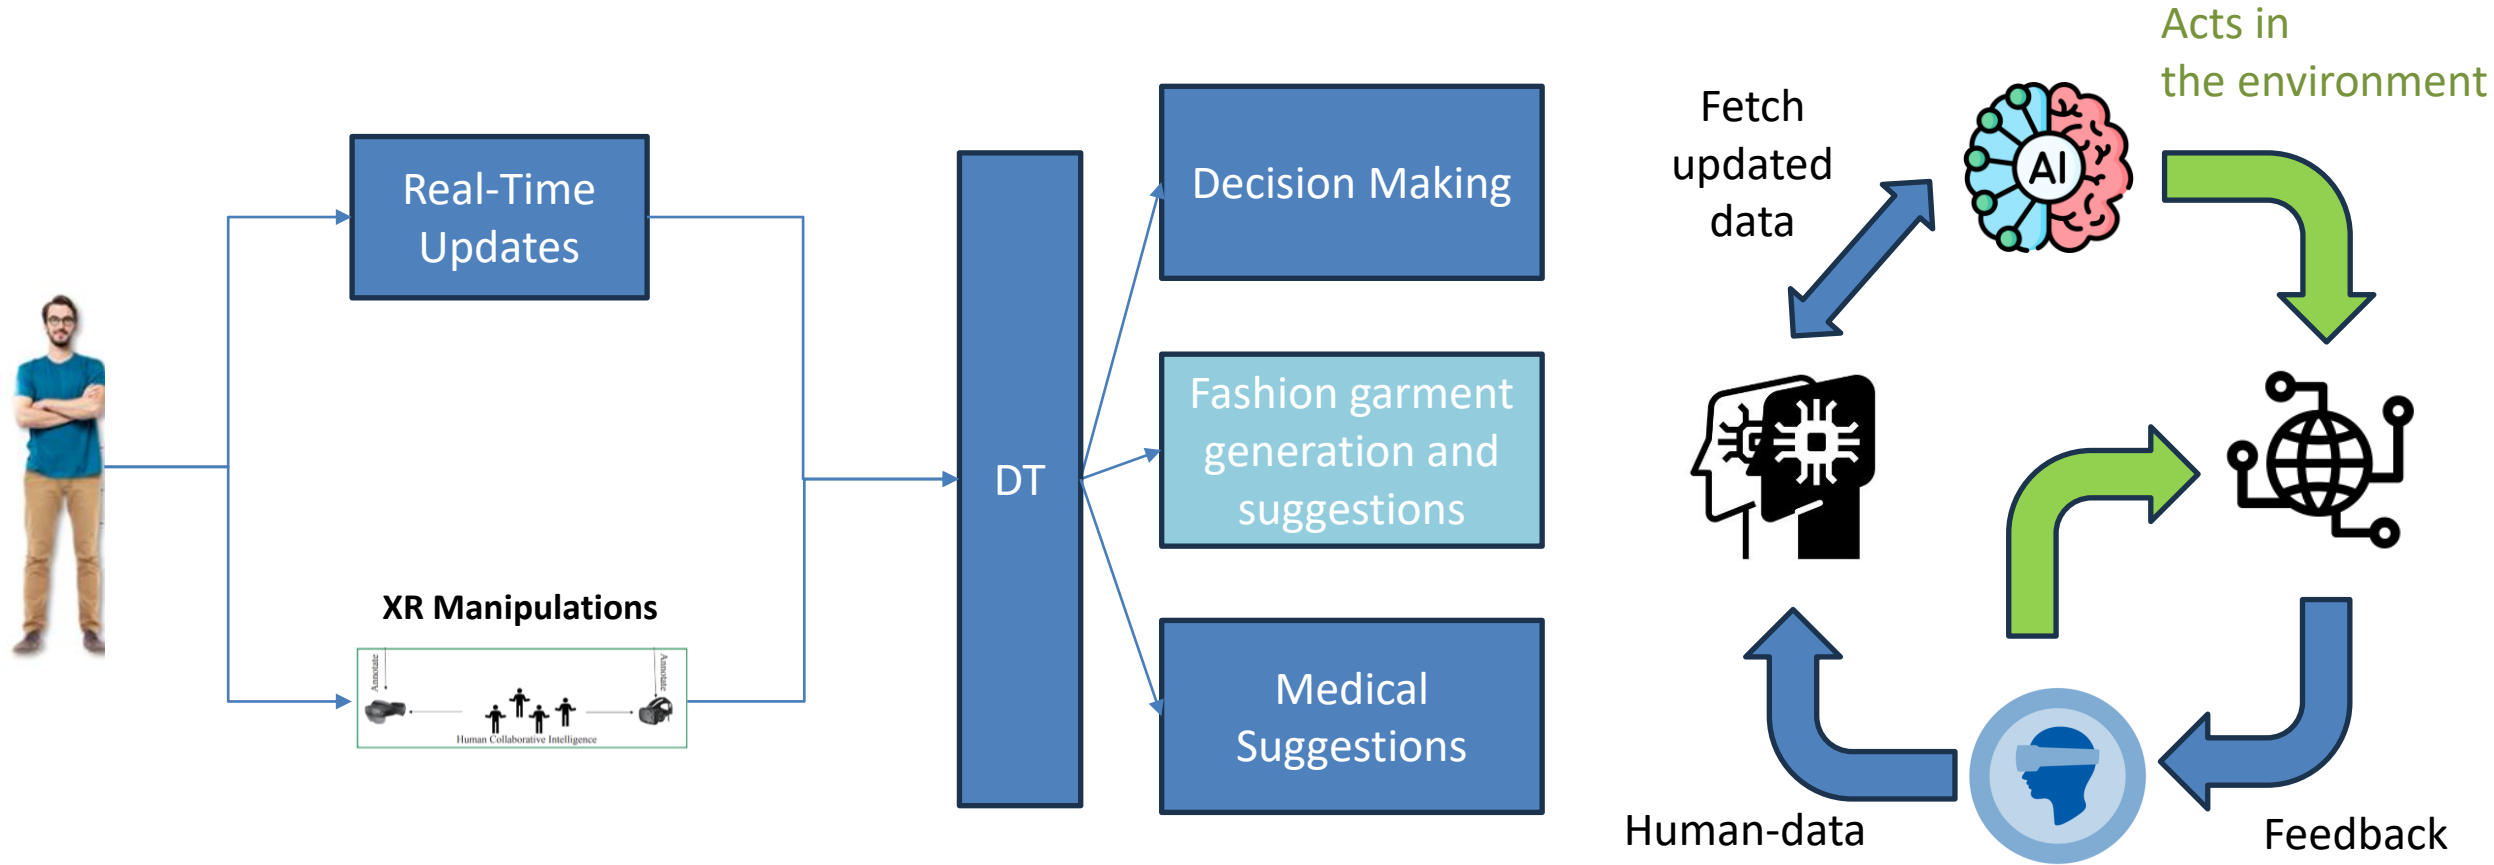 Real-Time
Updates
XR Manipulations
Annotate
Annotate
Human Collaborative Intelligence
DT
Decision Making
Fashion garment
generation and
suggestions
Medical
Suggestions
Fetch
updated
data
AI
Acts in
the environment
Human-data
Feedback